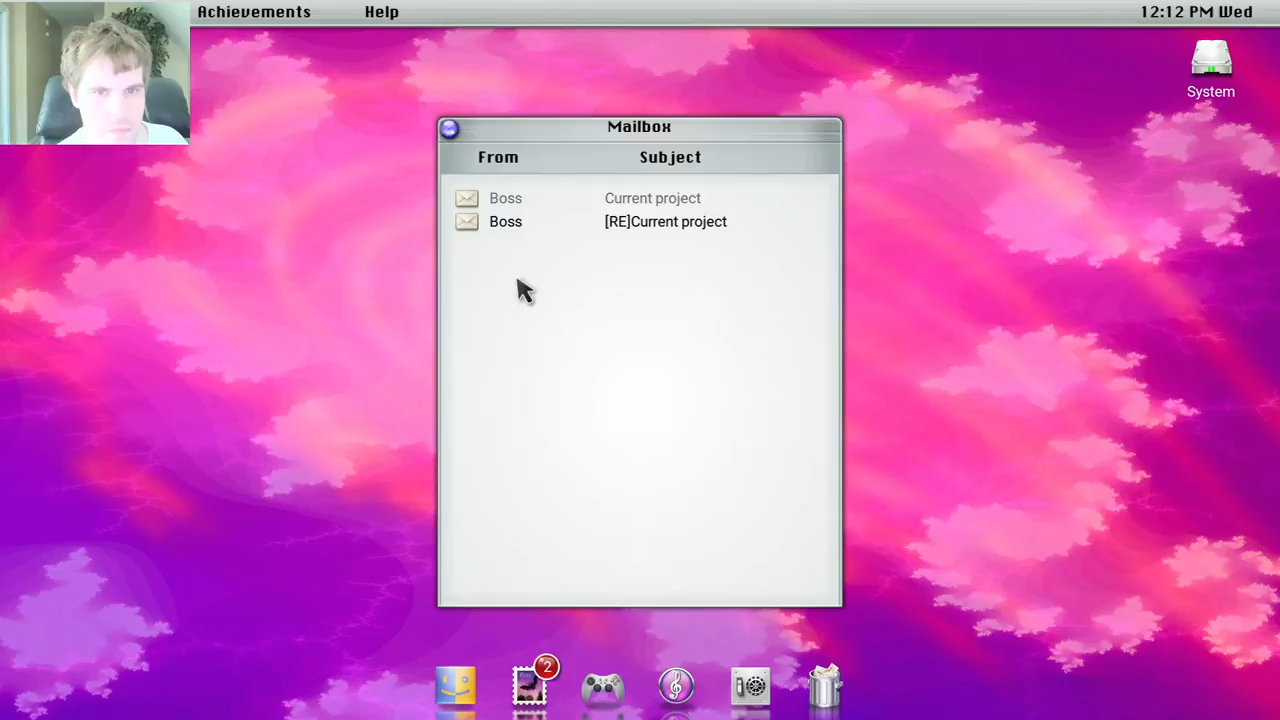 Achievements Help 12:12 PM Wed
System
Mailbox
From Subject
Boss Current project
Boss [RE]Current project
2